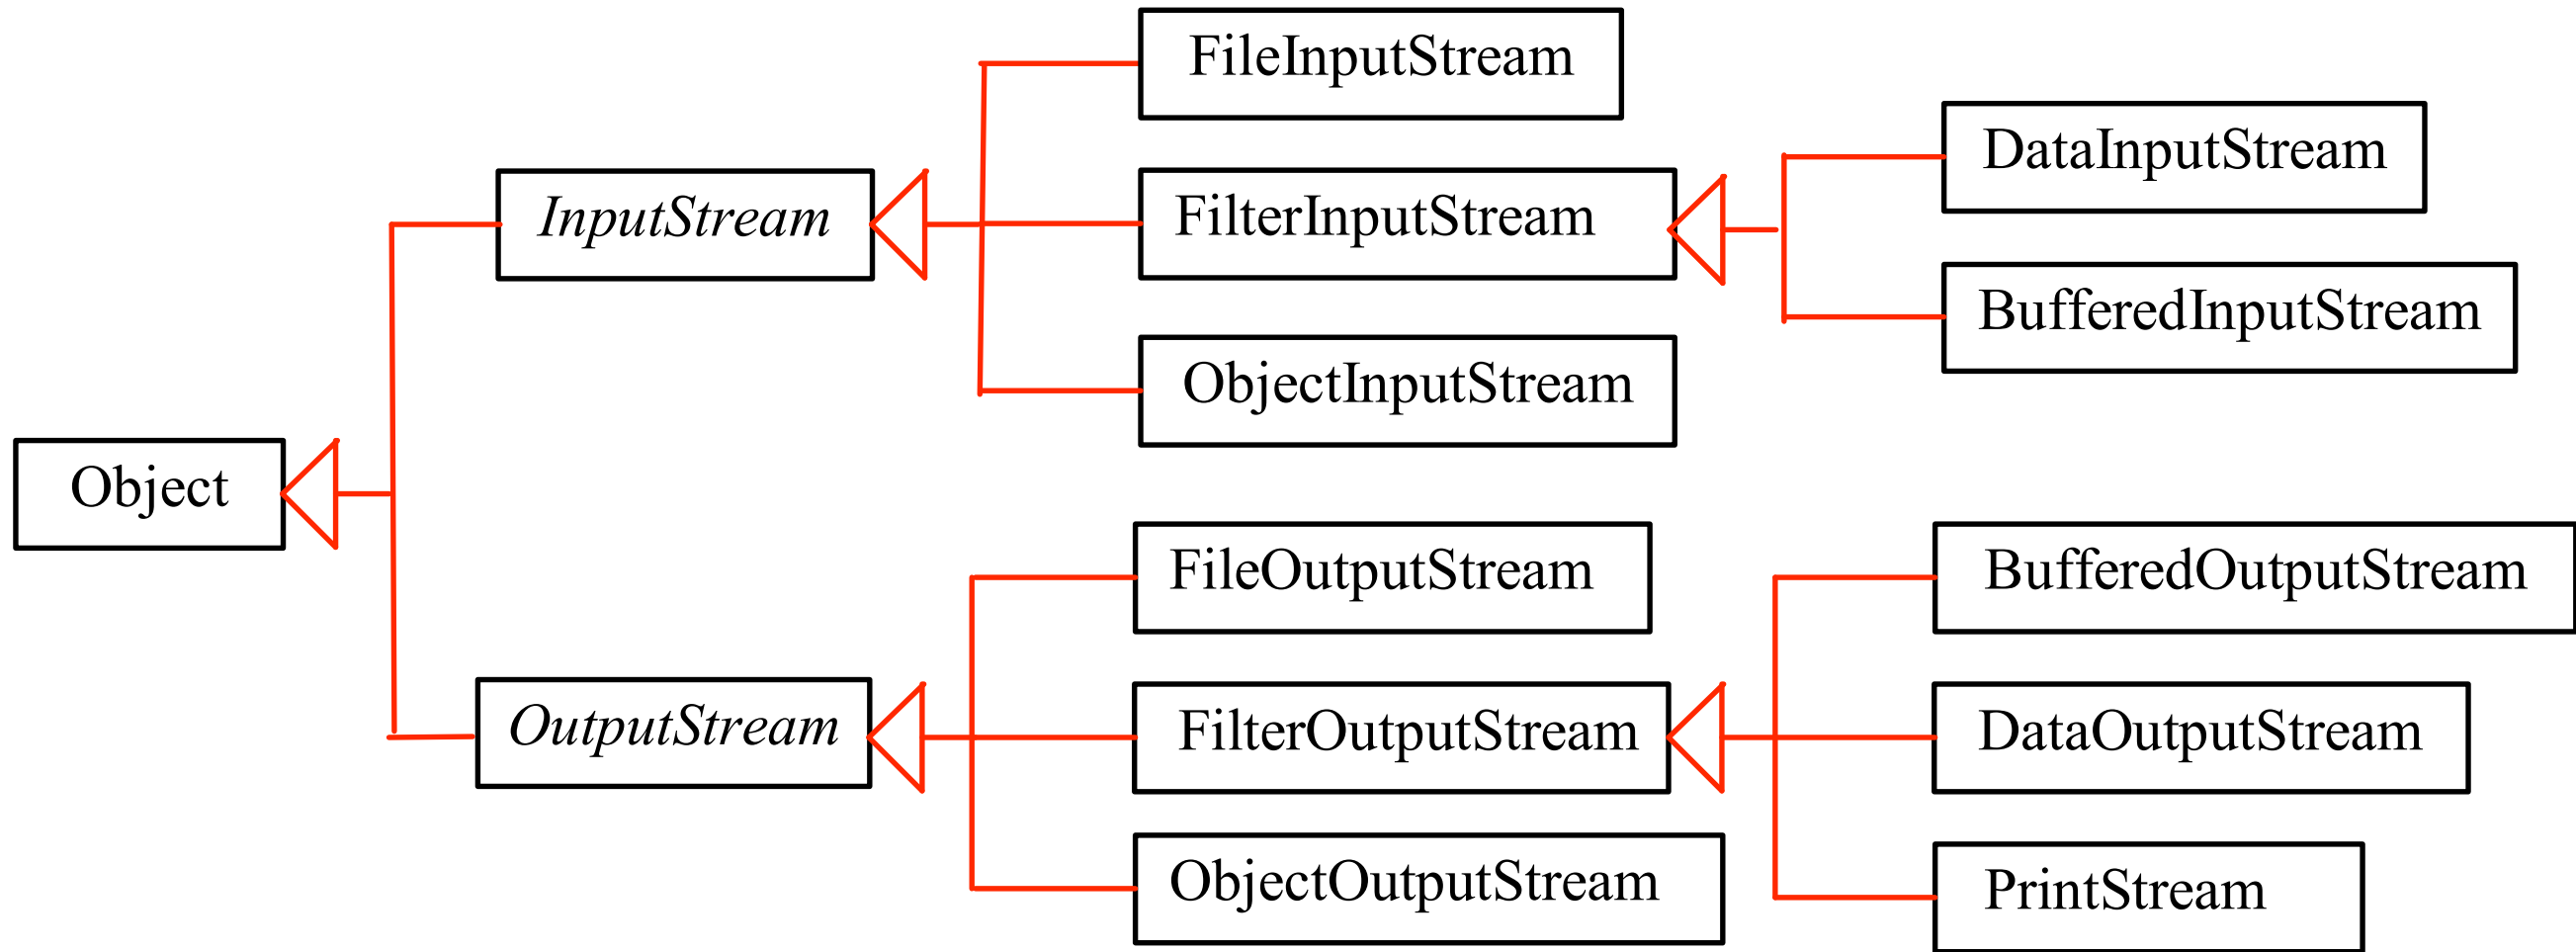 FileInputStream
DataInputStream
InputStream
FilterInputStream
BufferedInputStream
ObjectInputStream
Object
FileOutputStream
BufferedOutputStream
OutputStream
FilterOutputStream
DataOutputStream
ObjectOutputStream
PrintStream